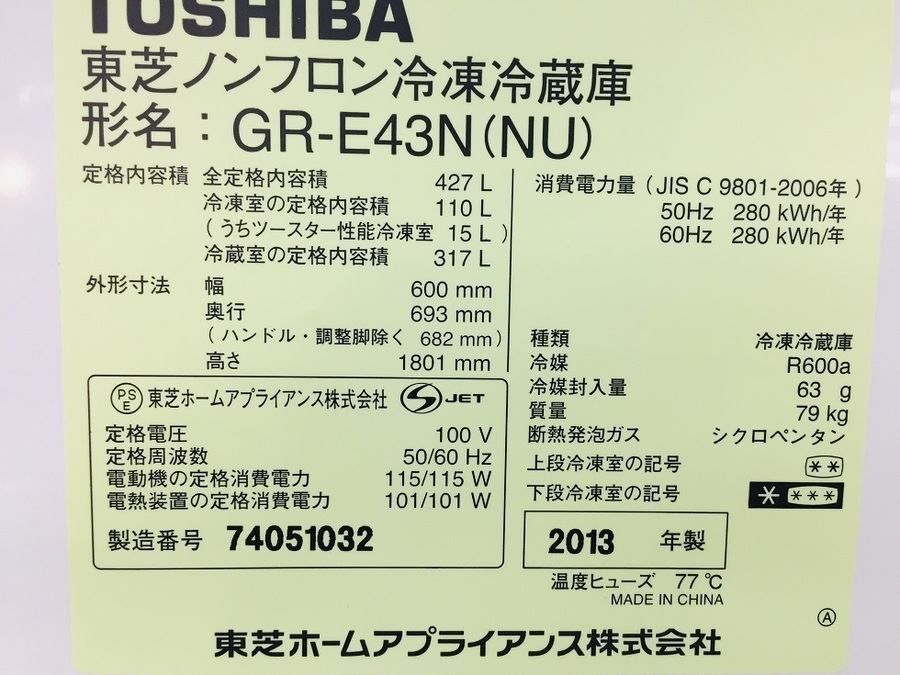 TOSHIBA
東芝ノンフロン冷凍冷蔵庫
形名：GR-E43N(NU)
定格内容積 全定格内容積 427 L
冷凍室の定格内容積 110 L
（うちツースター性能冷凍室 15 L）
冷蔵室の定格内容積 317 L
外形寸法 幅 600 mm
奥行 693 mm
（ハンドル・調整脚除く 682 mm）
高さ 1801 mm
消費電力量（JIS C 9801-2006年）
50Hz 280 kWh/年
60Hz 280 kWh/年
種類 冷凍冷蔵庫
冷媒 R600a
冷媒封入量 63 g
質量 79 kg
断熱発泡ガス シクロペンタン
上段冷凍室の記号 **
下段冷凍室の記号 * ***
PSE 東芝ホームアプライアンス株式会社 JET
定格電圧 100 V
定格周波数 50/60 Hz
電動機の定格消費電力 115/115 W
電熱装置の定格消費電力 101/101 W
製造番号 74051032
2013 年製
温度ヒューズ 77℃
MADE IN CHINA
A
東芝ホームアプライアンス株式会社